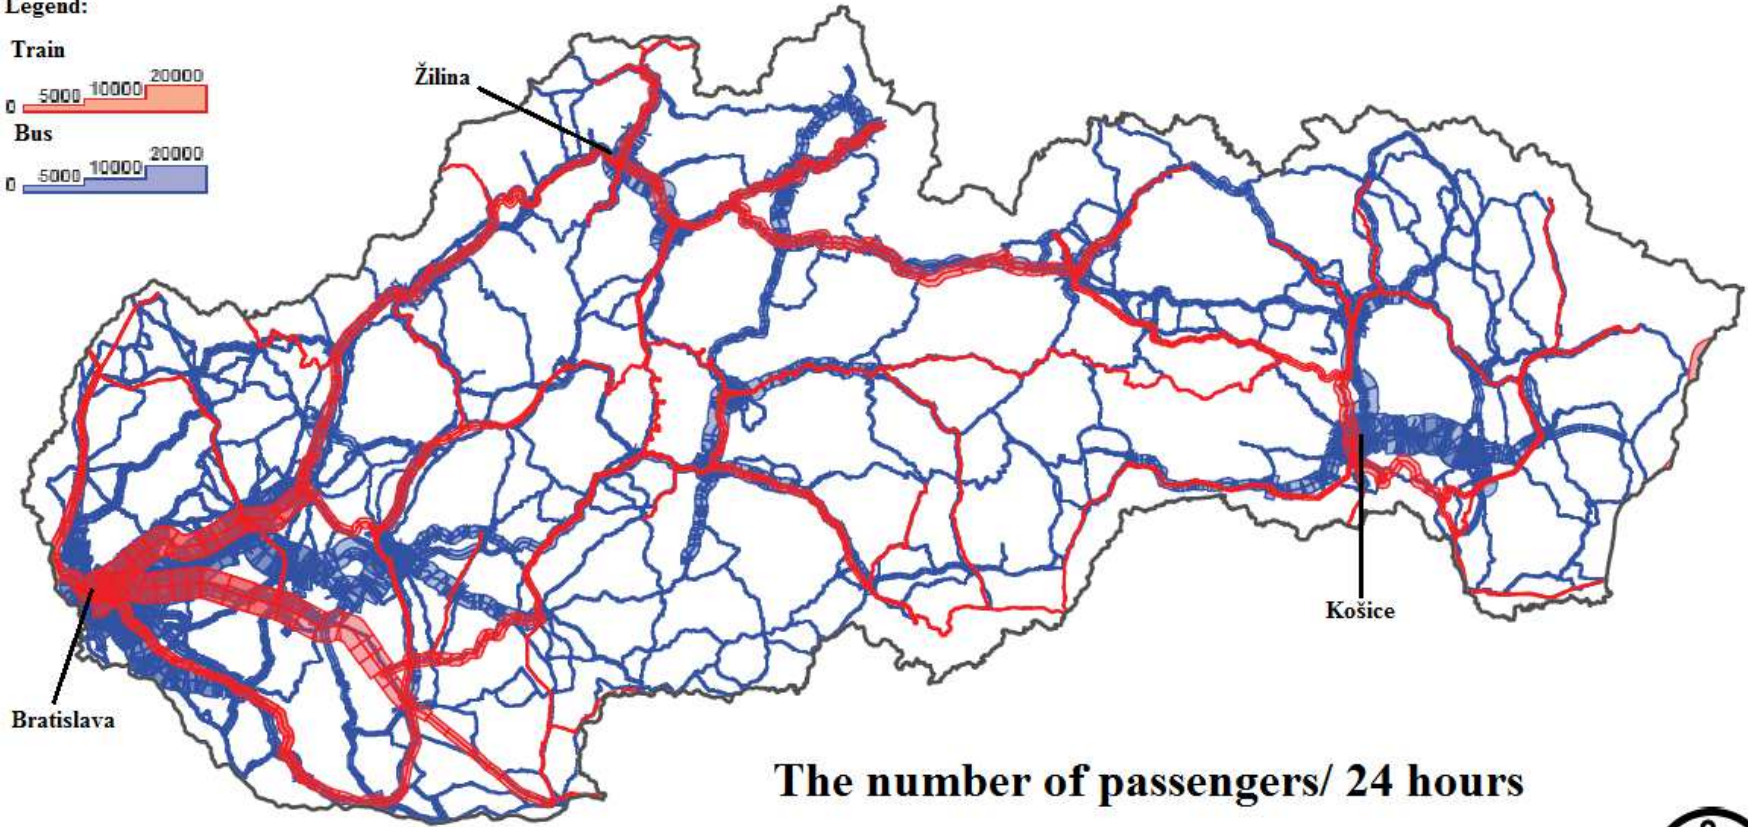 Legend:
Train
0 5000 10000 20000
Bus
0 5000 10000 20000
Žilina
Košice
Bratislava
The number of passengers/ 24 hours